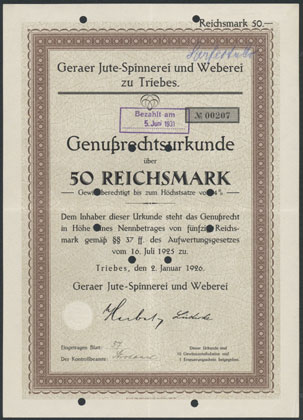 Reichsmark 50.—
Geraer Jute-Spinnerei und Weberei
zu Triebes.
Bezahlt am
5. Juni 193
№ 00207
Genußrechtsurkunde
über
50 REICHSMARK
Gewinnberechtigt bis zum Höchstsatze von 4%
Dem Inhaber dieser Urkunde steht das Genußrecht
in Höhe eines Nennbetrages von fünfzig Reichs-
mark gemäß §§ 37 ff. des Aufwertungsgesetzes
vom 16. Juli 1925 zu.
Triebes, den 2. Januar 1926.
Geraer Jute-Spinnerei und Weberei
Eingetragen Blatt:
Der Kontrollbeamte:
Dieser Urkunde sind
10 Gewinnanteilscheine und
1 Erneuerungsschein beigegeben.